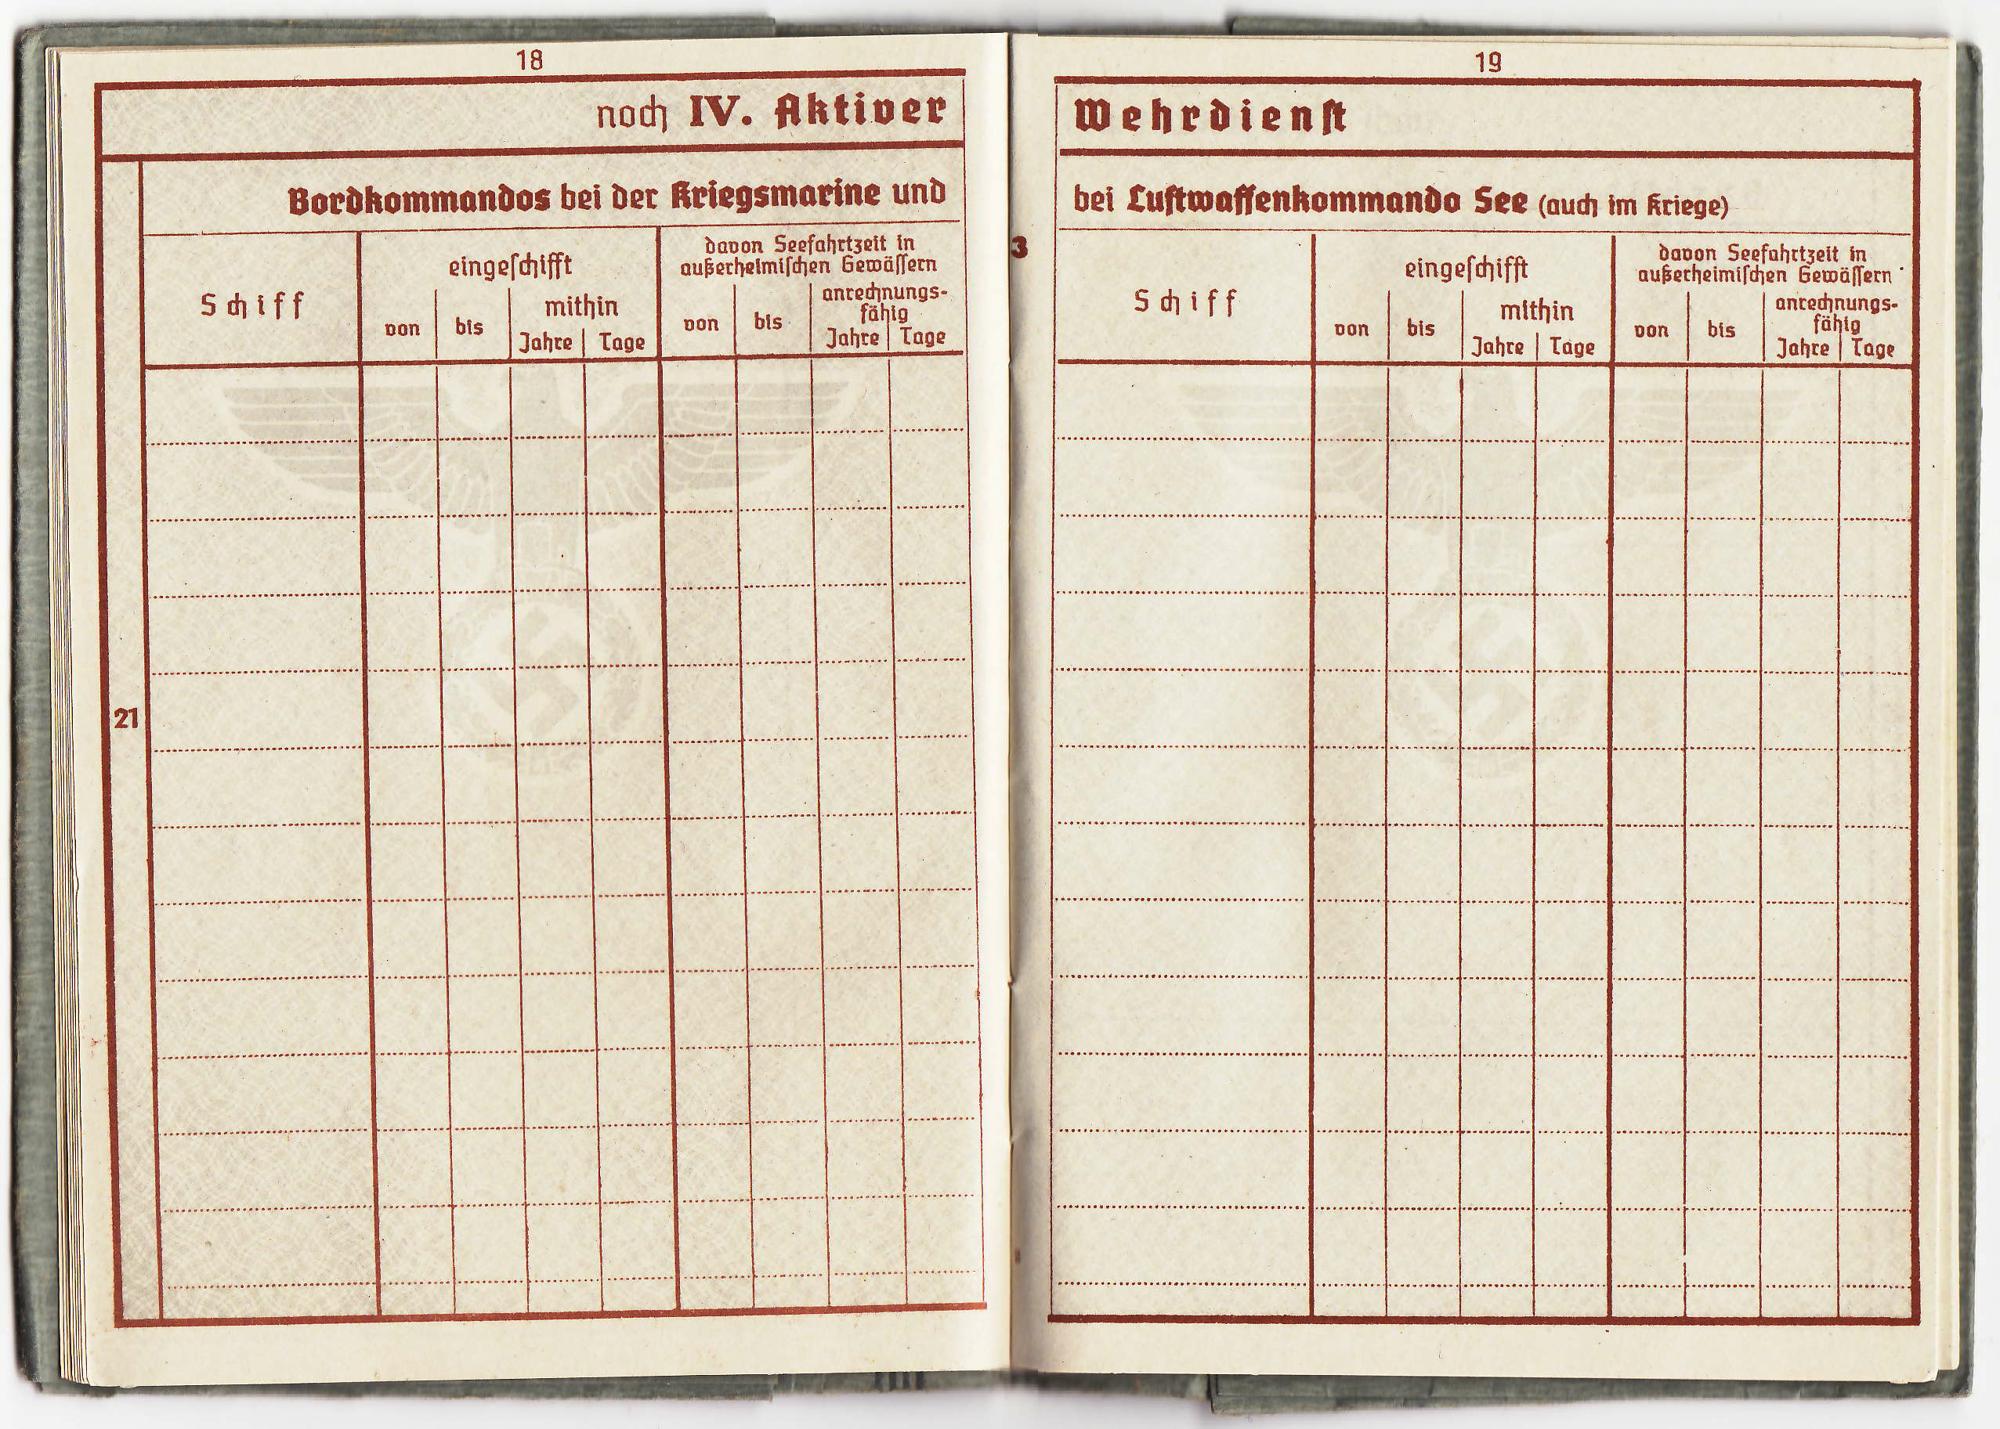 18
noch IV. Aktiver
Bordkommandos bei der Kriegsmarine und
Schiff
eingeschifft
von
bis
mithin
Jahre
Tage
davon Seefahrtzeit in
außerheimischen Gewässern
von
bis
anrechnungs-
fähig
Jahre
Tage
21
19
Wehrdienst
bei Luftwaffenkommando See (auch im Kriege)
3
Schiff
eingeschifft
von
bis
mithin
Jahre
Tage
davon Seefahrtzeit in
außerheimischen Gewässern
von
bis
anrechnungs-
fähig
Jahre
Tage